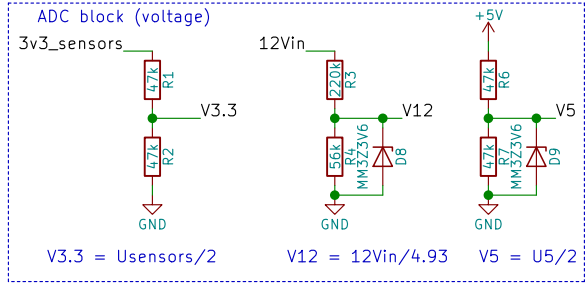 ADC block (voltage)
3v3_sensors
47k
R1
V3.3
47k
R2
GND
V3.3 = Usensors/2
12Vin
220k
R3
V12
56k
R4
MM3Z3V6
D8
GND
V12 = 12Vin/4.93
+5V
47k
R6
V5
47k
R7
MM3Z3V6
D9
GND
V5 = U5/2